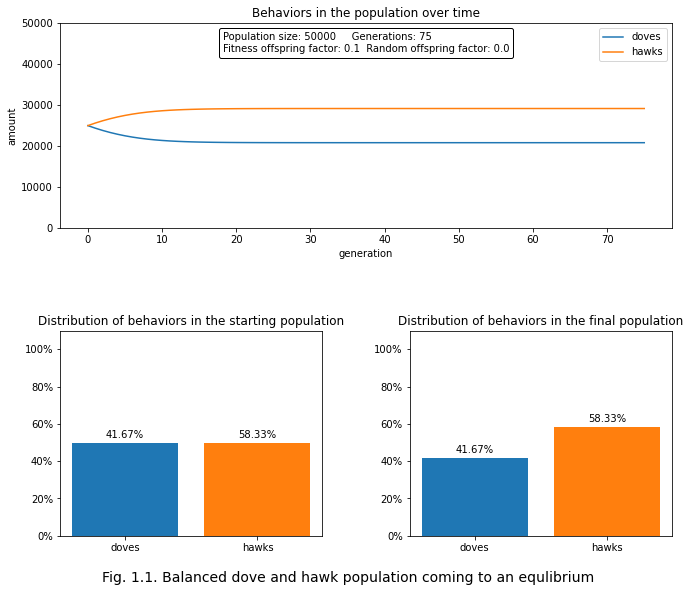 Behaviors in the population over time
50000
40000
30000
20000
10000
0
amount
Population size: 50000 Generations: 75
Fitness offspring factor: 0.1 Random offspring factor: 0.0
doves
hawks
0 10 20 30 40 50 60 70
generation
Distribution of behaviors in the starting population
100%
80%
60%
40%
20%
0%
41.67% 58.33%
doves hawks
Distribution of behaviors in the final population
100%
80%
60%
40%
20%
0%
41.67%
58.33%
doves hawks
Fig. 1.1. Balanced dove and hawk population coming to an equlibrium